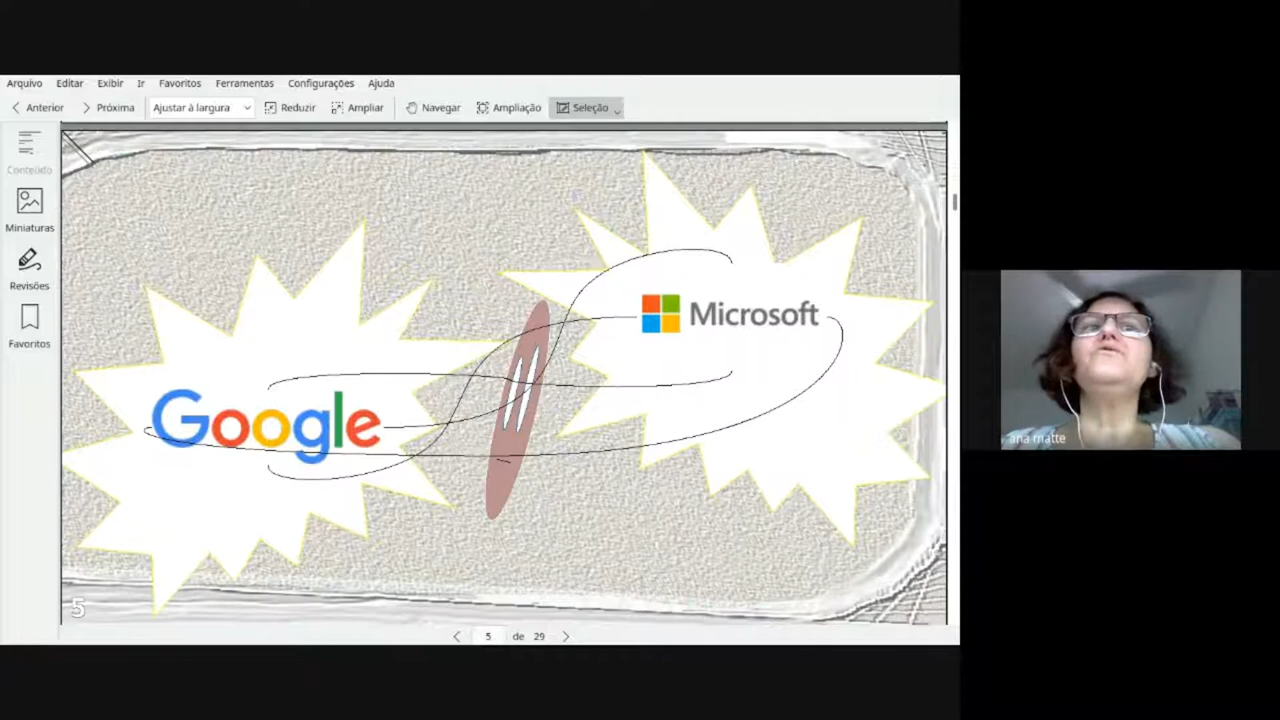 Arquivo Editar Exibir Ir Favoritos Ferramentas Configurações Ajuda
Anterior Próxima Ajustar à largura Reduzir Ampliar Navegar Ampliação Seleção
Conteúdo
Miniaturas
Revisões
Favoritos
Microsoft
Google
ana matte
5
5 de 29